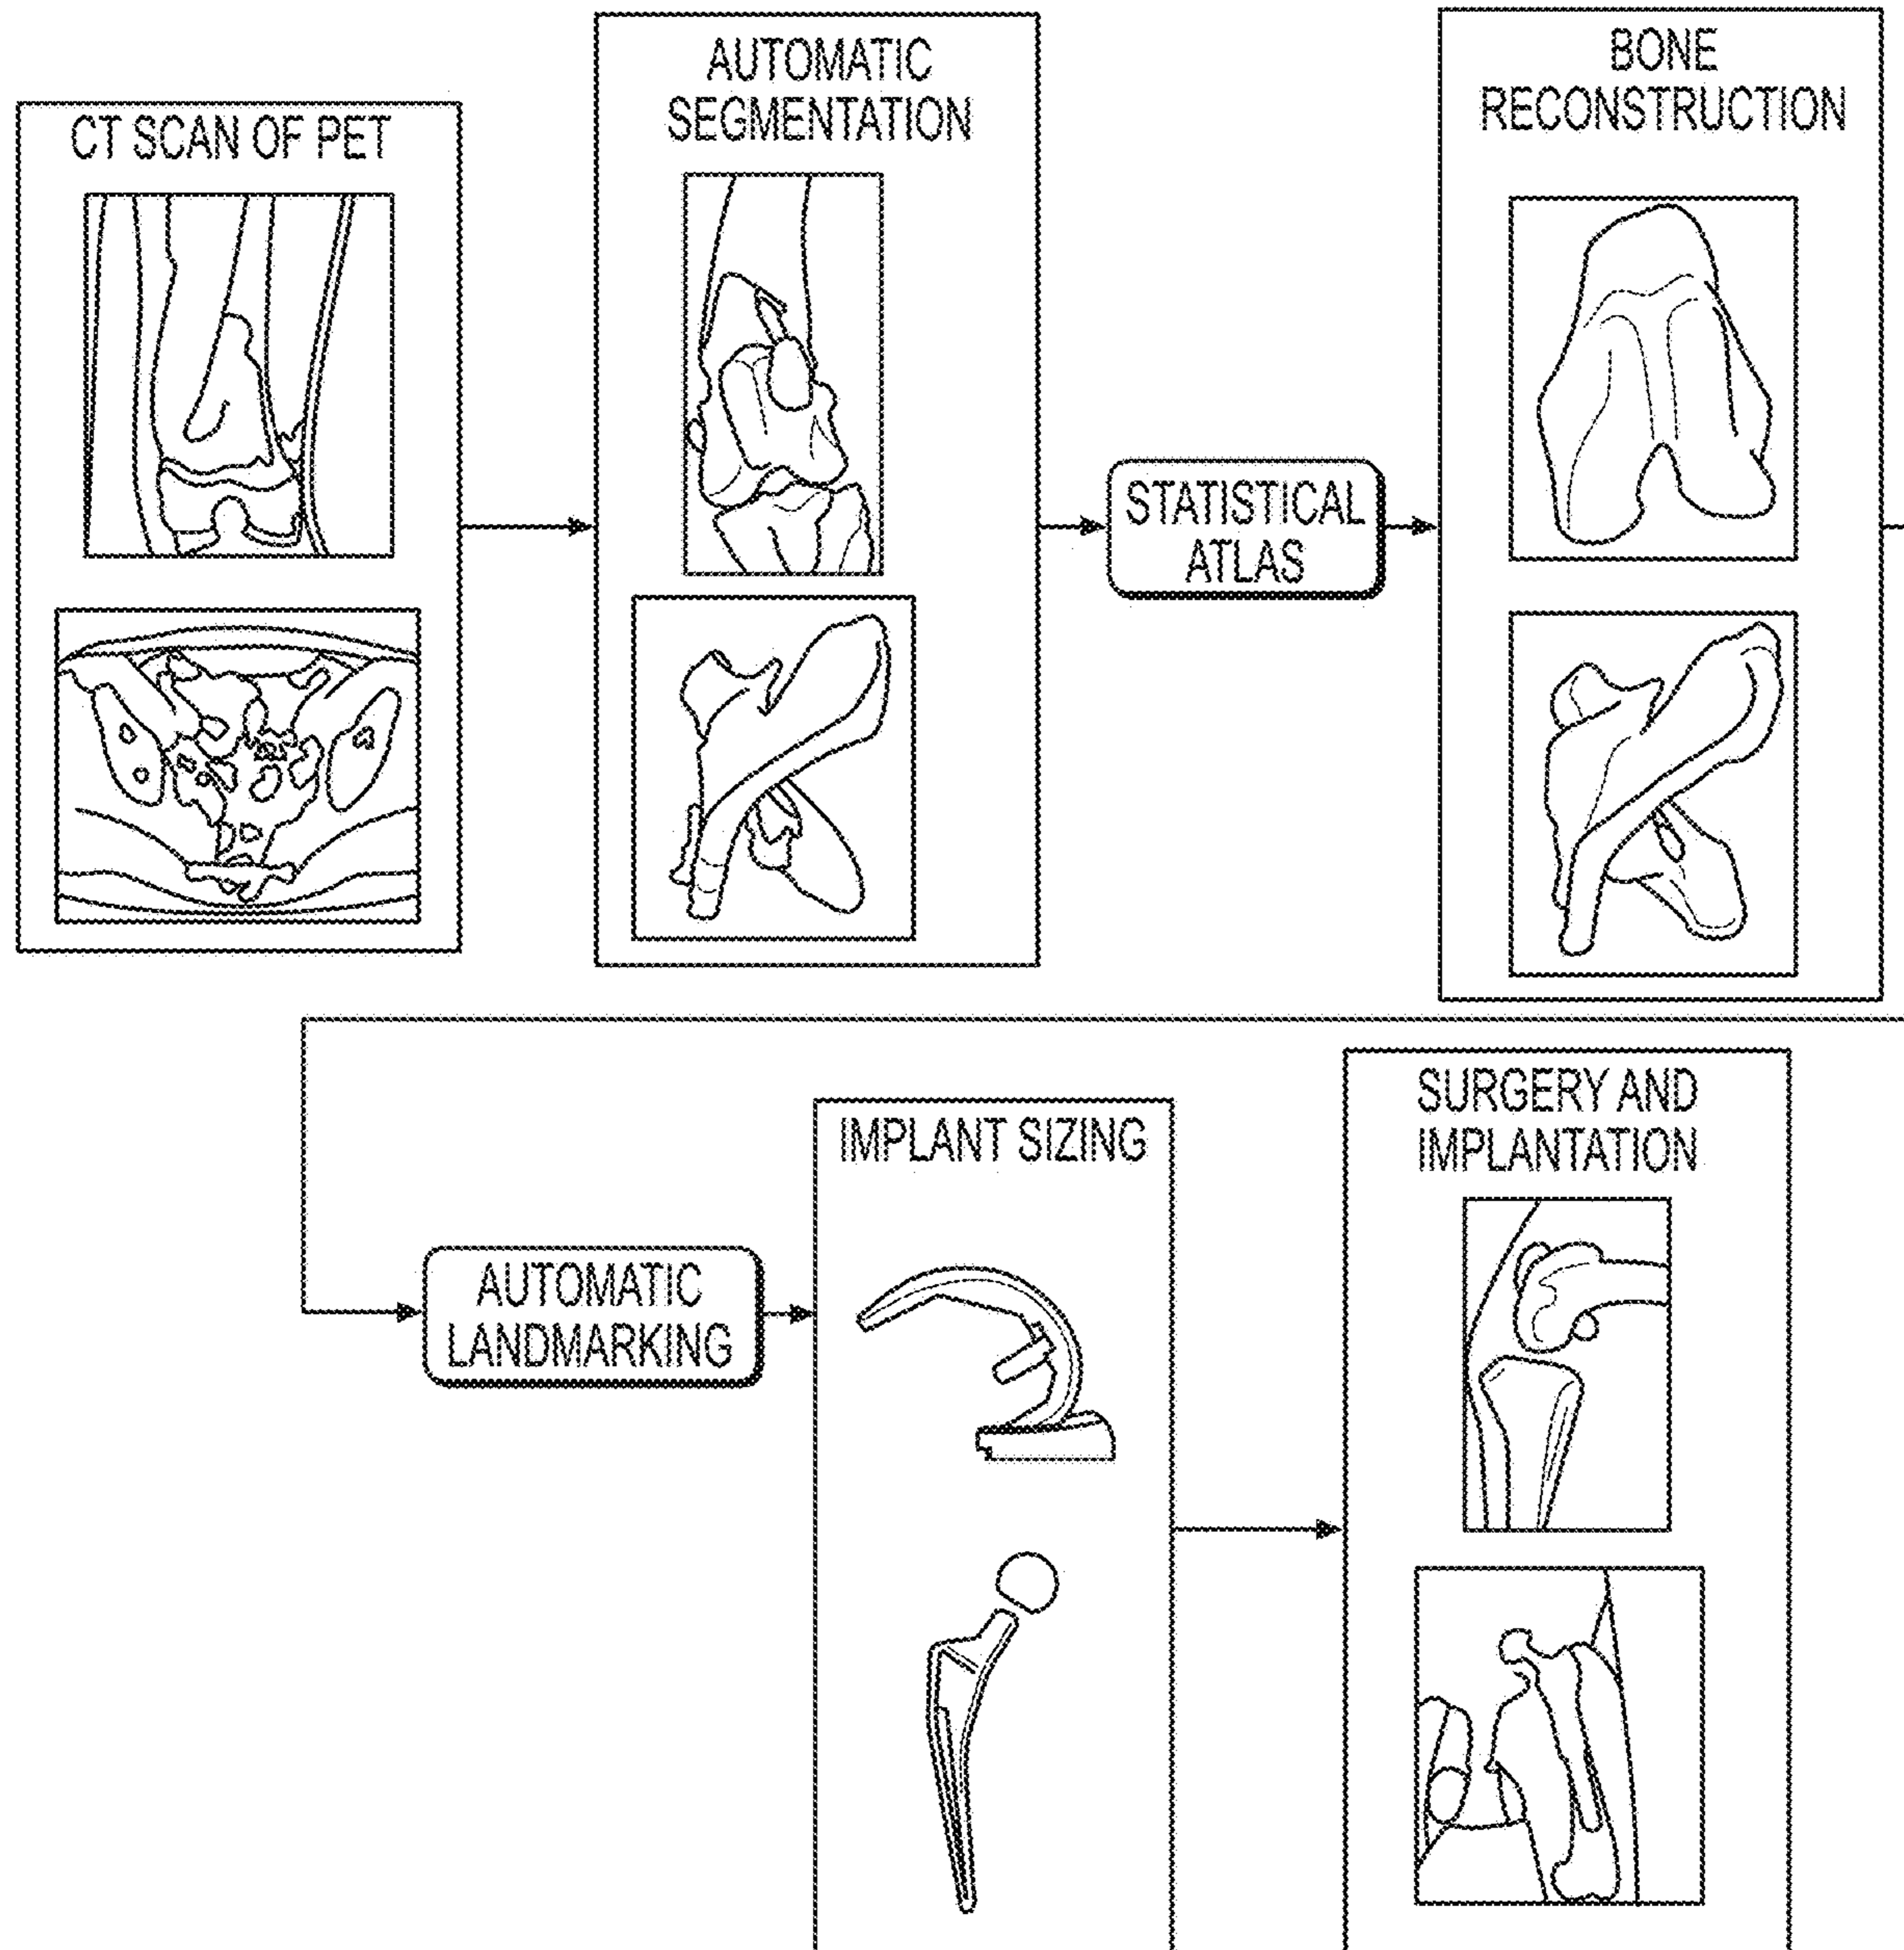 CT SCAN OF PET
AUTOMATIC
SEGMENTATION
STATISTICAL
ATLAS
BONE
RECONSTRUCTION
AUTOMATIC
LANDMARKING
IMPLANT SIZING
SURGERY AND
IMPLANTATION